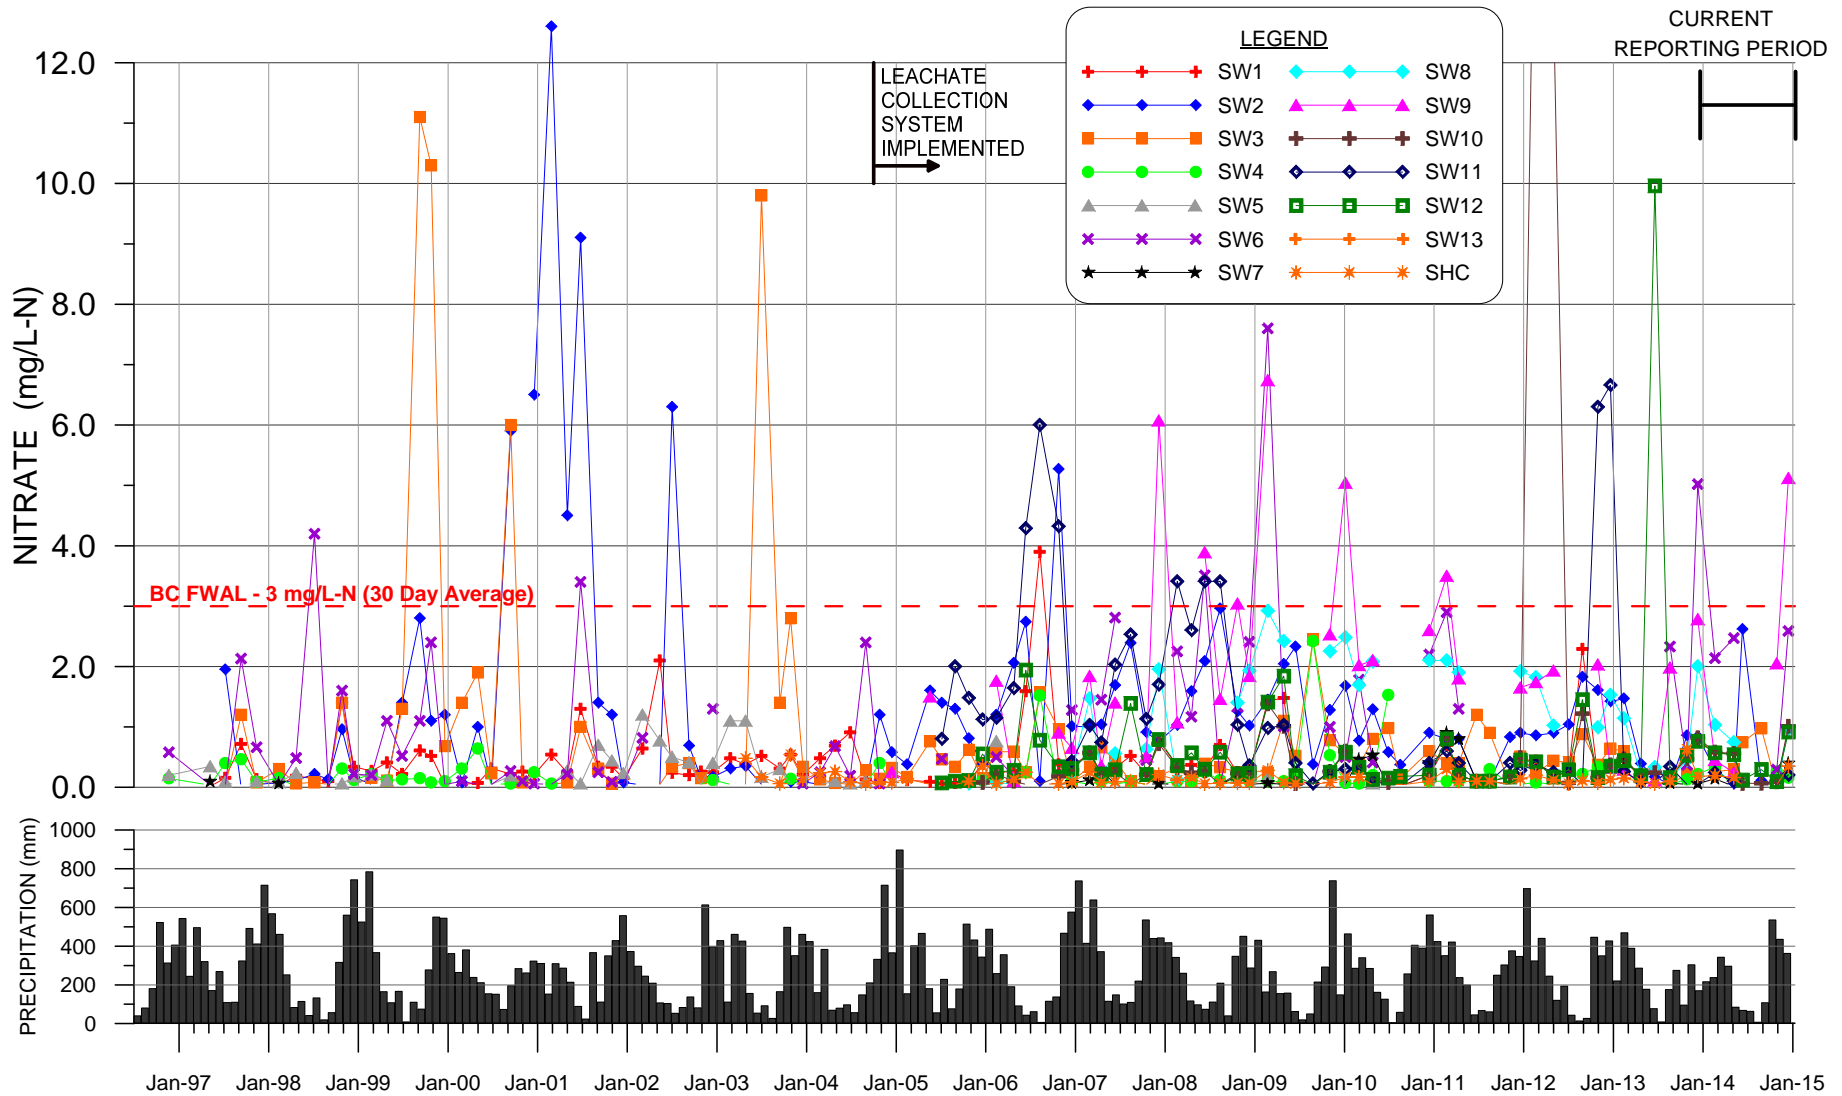 CURRENT
REPORTING PERIOD
LEGEND
SW1
SW2
SW3
SW4
SW5
SW6
SW7
SW8
SW9
SW10
SW11
SW12
SW13
SHC
LEACHATE
COLLECTION
SYSTEM
IMPLEMENTED
NITRATE (mg/L-N)
12.0
10.0
8.0
6.0
4.0
2.0
0.0
BC FWAL - 3 mg/L-N (30 Day Average)
PRECIPITATION (mm)
1000
800
600
400
200
0
Jan-97 Jan-98 Jan-99 Jan-00 Jan-01 Jan-02 Jan-03 Jan-04 Jan-05 Jan-06 Jan-07 Jan-08 Jan-09 Jan-10 Jan-11 Jan-12 Jan-13 Jan-14 Jan-15